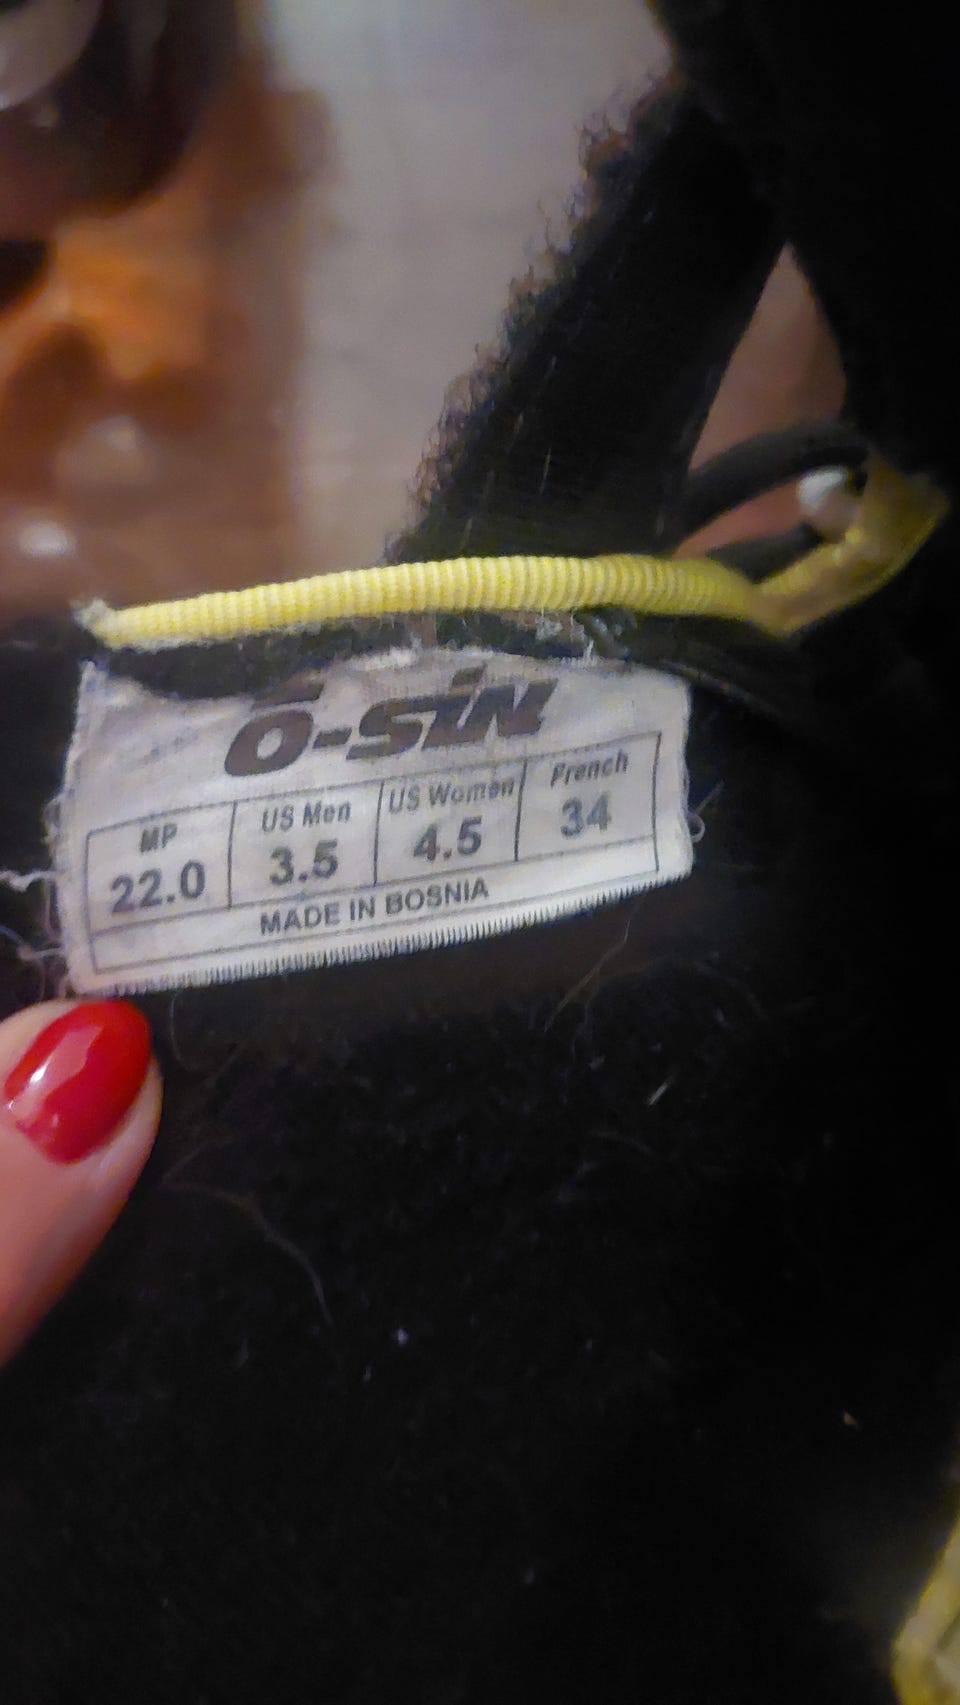 ō-sin
MP US Men US Women French
22.0 3.5 4.5 34
MADE IN BOSNIA